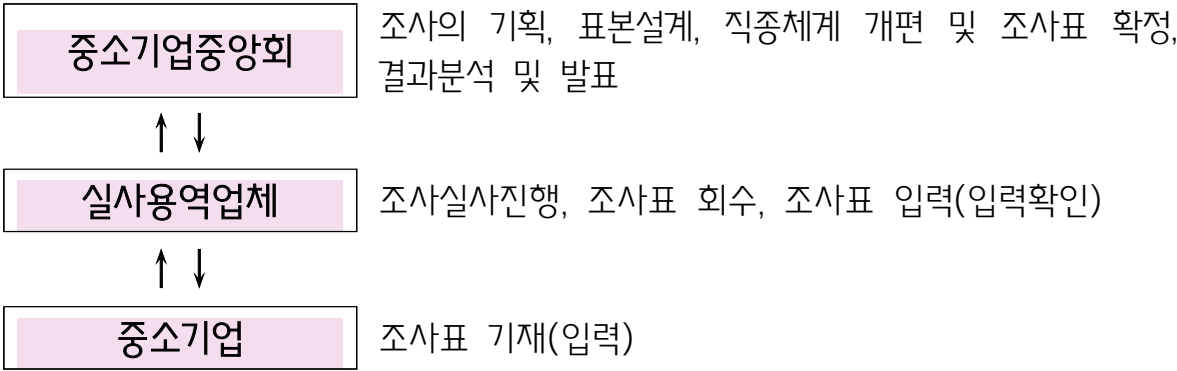 중소기업중앙회
조사의 기획, 표본설계, 직종체계 개편 및 조사표 확정,
결과분석 및 발표
↑ ↓
실사용역업체
조사실사진행, 조사표 회수, 조사표 입력(입력확인)
↑ ↓
중소기업
조사표 기재(입력)